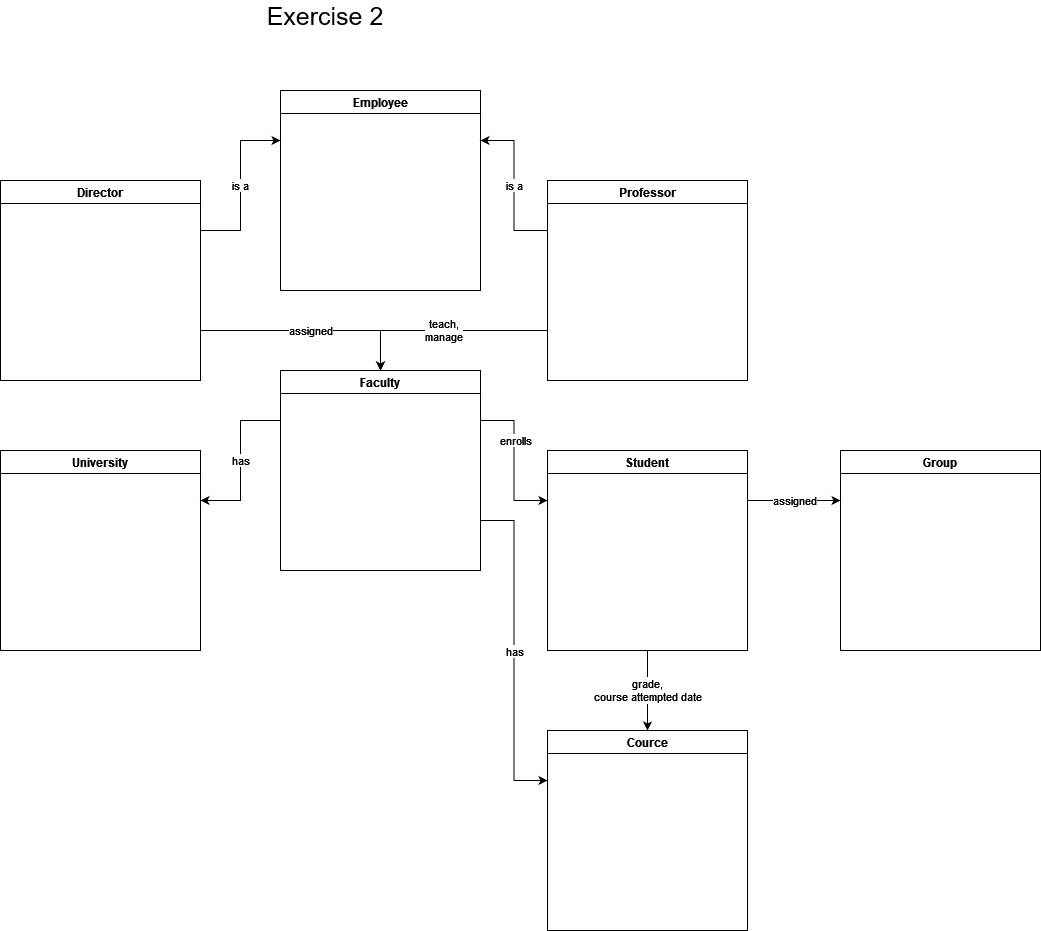 Exercise 2
Employee
is a
is a
Director
Professor
assigned
teach,
manage
Faculty
has
enrolls
University
Student
Group
assigned
has
grade,
course attempted date
Cource